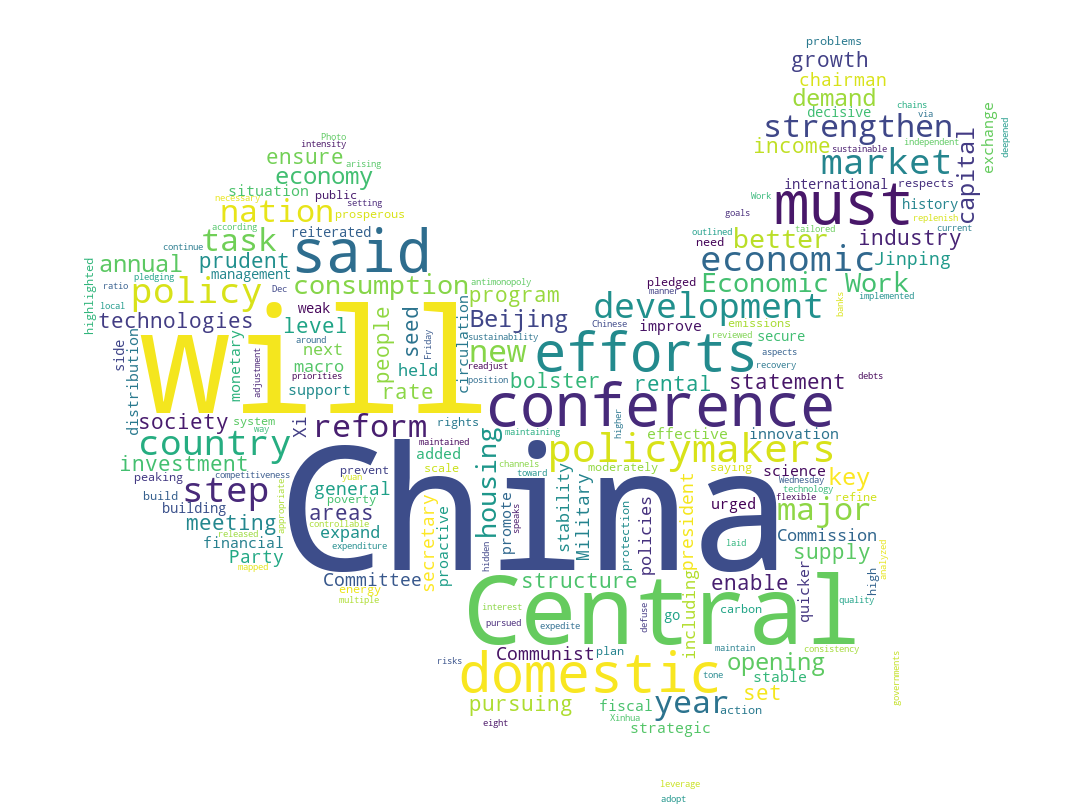 problems
growth
chairman
chains
demand
decisive
via
strengthen
exchange
deepened
Photo
intensity
income
sustainable
independent
capital
ensure
arising
market
economy
international
respects
situation
public
necessary
setting
Work
must
history
nation
prosperous
goals
tailored
replenish
according
reiterated
outlined
current
task
said
need
better
industry
continue
prudent
economic
Jinping
highlighted
annual
management
pledging
consumption
antimonopoly
pledged
Economic Work
ratio
policy
Dec
program
manner
banks
implemented
local
weak
development
technologies
level
people
seed
circulation
Beijing
Chinese
improve
emissions
secure
side
distribution
around
Friday
sustainability
reviewed
will
new
efforts
aspects
monetary
next
macro
held
readjust
recovery
adjustment
priorities
position
bolster
rental
statement
debts
support
rate
society
system
Xi
reform
rights
conference
higher
innovation
way
maintaining
effective
country
maintained
added
housing
policymakers
investment
competitiveness
prevent
scale
channels
moderately
saying
science
key
peaking
yuan
toward
Wednesday
technology
step
general
China
urged
flexible
refine
build
poverty
areas
promote
stability
Military
president
major
building
appropriate
expand
secretary
proactive
speaks
protection
policies
meeting
controllable
released
Commission
financial
expenditure
hidden
laid
supply
analyzed
Party
mapped
Committee
structure
enable
quicker
high
energy
multiple
Central
including
carbon
quality
interest
go
pursued
expedite
defuse
Communist
plan
maintain
consistency
risks
domestic
tone
opening
governments
stable
pursuing
fiscal
year
set
action
eight
Xinhua
strategic
leverage
adopt